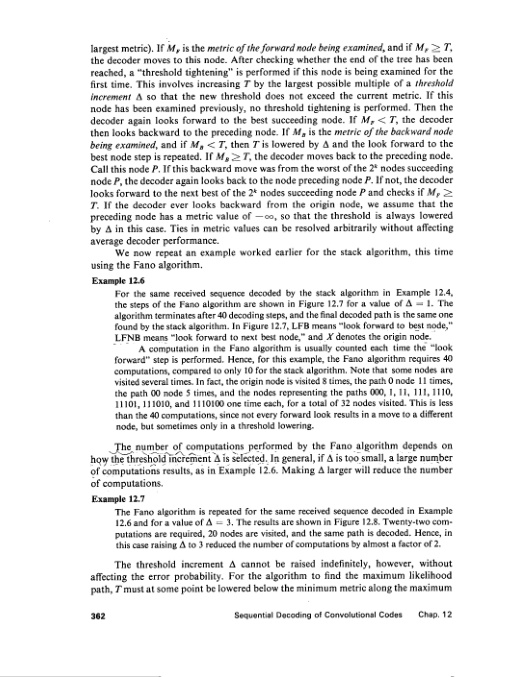 largest metric). If M_F is the metric of the forward node being examined, and if M_F ≥ T,
the decoder moves to this node. After checking whether the end of the tree has been
reached, a "threshold tightening" is performed if this node is being examined for the
first time. This involves increasing T by the largest possible multiple of a threshold
increment Δ so that the new threshold does not exceed the current metric. If this
node has been examined previously, no threshold tightening is performed. Then the
decoder again looks forward to the best succeeding node. If M_F < T, the decoder
then looks backward to the preceding node. If M_B is the metric of the backward node
being examined, and if M_B < T, then T is lowered by Δ and the look forward to the
best node step is repeated. If M_B ≥ T, the decoder moves back to the preceding node.
Call this node P. If this backward move was from the worst of the 2^k nodes succeeding
node P, the decoder again looks back to the node preceding node P. If not, the decoder
looks forward to the next best of the 2^k nodes succeeding node P and checks if M_F ≥
T. If the decoder ever looks backward from the origin node, we assume that the
preceding node has a metric value of −∞, so that the threshold is always lowered
by Δ in this case. Ties in metric values can be resolved arbitrarily without affecting
average decoder performance.
We now repeat an example worked earlier for the stack algorithm, this time
using the Fano algorithm.
Example 12.6
For the same received sequence decoded by the stack algorithm in Example 12.4,
the steps of the Fano algorithm are shown in Figure 12.7 for a value of Δ = 1. The
algorithm terminates after 40 decoding steps, and the final decoded path is the same one
found by the stack algorithm. In Figure 12.7, LFB means "look forward to best node,"
LFNB means "look forward to next best node," and X denotes the origin node.
A computation in the Fano algorithm is usually counted each time the "look
forward" step is performed. Hence, for this example, the Fano algorithm requires 40
computations, compared to only 10 for the stack algorithm. Note that some nodes are
visited several times. In fact, the origin node is visited 8 times, the path 0 node 11 times,
the path 00 node 5 times, and the nodes representing the paths 000, 1, 11, 111, 1110,
11101, 111010, and 1110100 one time each, for a total of 32 nodes visited. This is less
than the 40 computations, since not every forward look results in a move to a different
node, but sometimes only in a threshold lowering.
The number of computations performed by the Fano algorithm depends on
how the threshold increment Δ is selected. In general, if Δ is too small, a large number
of computations results, as in Example 12.6. Making Δ larger will reduce the number
of computations.
Example 12.7
The Fano algorithm is repeated for the same received sequence decoded in Example
12.6 and for a value of Δ = 3. The results are shown in Figure 12.8. Twenty-two com-
putations are required, 20 nodes are visited, and the same path is decoded. Hence, in
this case raising Δ to 3 reduced the number of computations by almost a factor of 2.
The threshold increment Δ cannot be raised indefinitely, however, without
affecting the error probability. For the algorithm to find the maximum likelihood
path, T must at some point be lowered below the minimum metric along the maximum
362 Sequential Decoding of Convolutional Codes Chap. 12